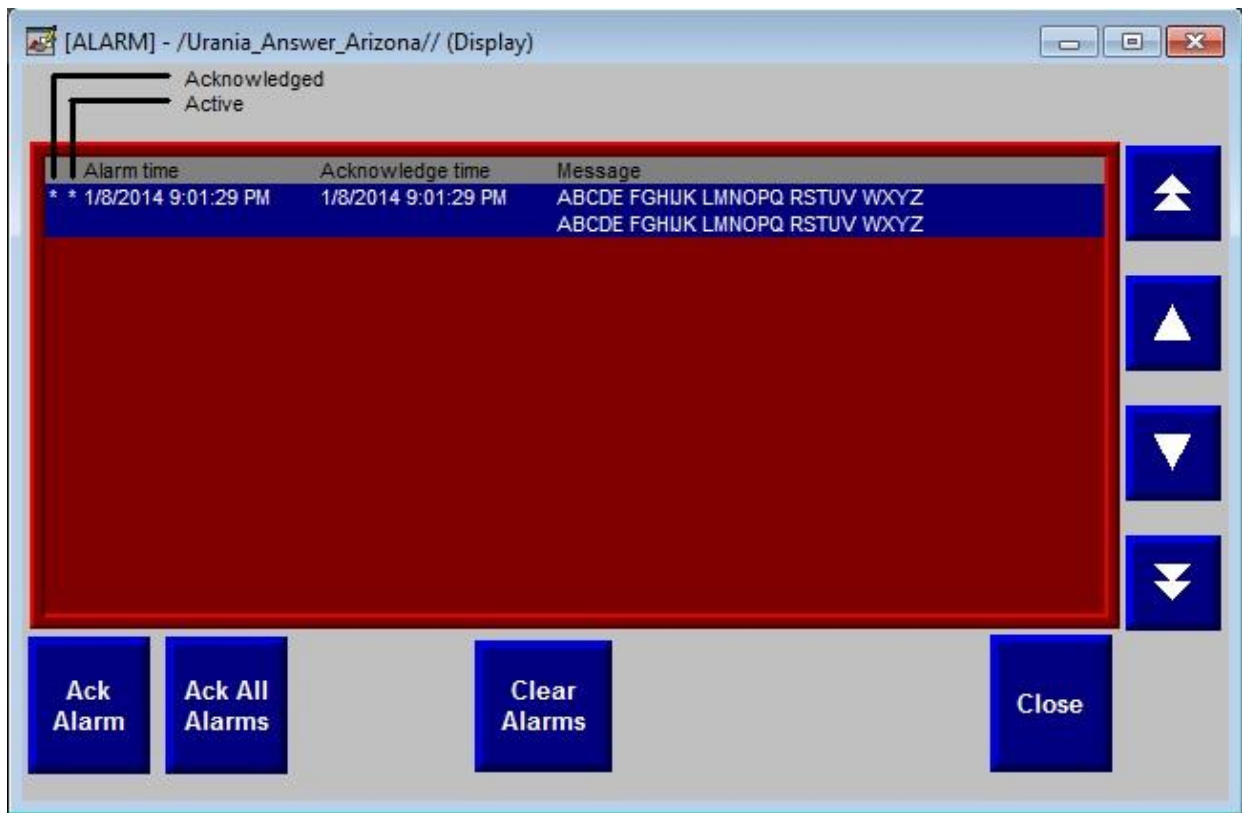 [ALARM] - /Urania_Answer_Arizona// (Display)
Acknowledged
Active
Alarm time Acknowledge time Message
* * 1/8/2014 9:01:29 PM 1/8/2014 9:01:29 PM ABCDE FGHIJK LMNOPQ RSTUV WXYZ
ABCDE FGHIJK LMNOPQ RSTUV WXYZ
Ack
Alarm
Ack All
Alarms
Clear
Alarms
Close